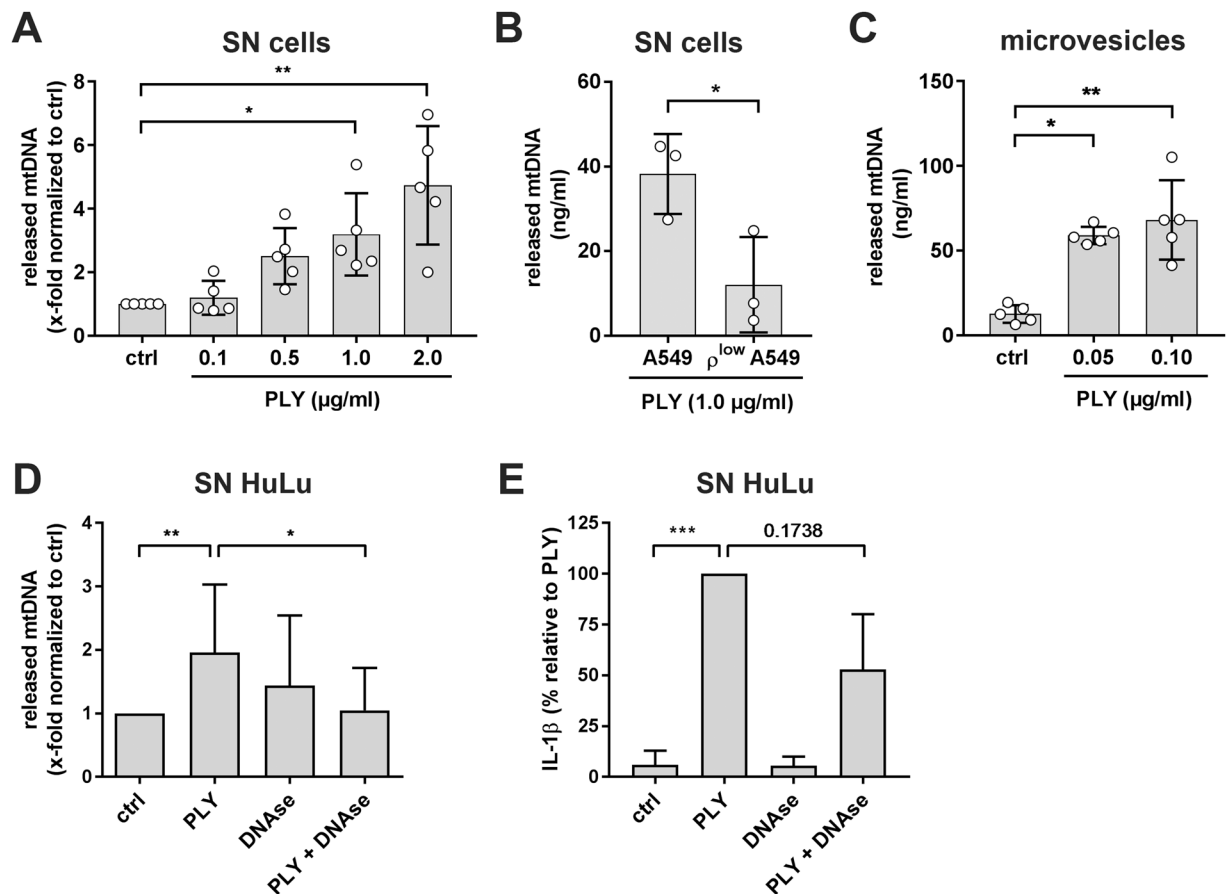 A
SN cells
released mtDNA
(x-fold normalized to ctrl)
8
6
4
2
0
**
*
ctrl
0.1
0.5
1.0
2.0
PLY (µg/ml)
B
SN cells
released mtDNA
(ng/ml)
60
40
20
0
*
A549
ρlow A549
PLY (1.0 µg/ml)
C
microvesicles
released mtDNA
(ng/ml)
150
100
50
0
**
*
ctrl
0.05
0.10
PLY (µg/ml)
D
SN HuLu
released mtDNA
(x-fold normalized to ctrl)
4
3
2
1
0
**
*
ctrl
PLY
DNAse
PLY + DNAse
E
SN HuLu
IL-1β (% relative to PLY)
125
100
75
50
25
0
***
0.1738
ctrl
PLY
DNAse
PLY + DNAse